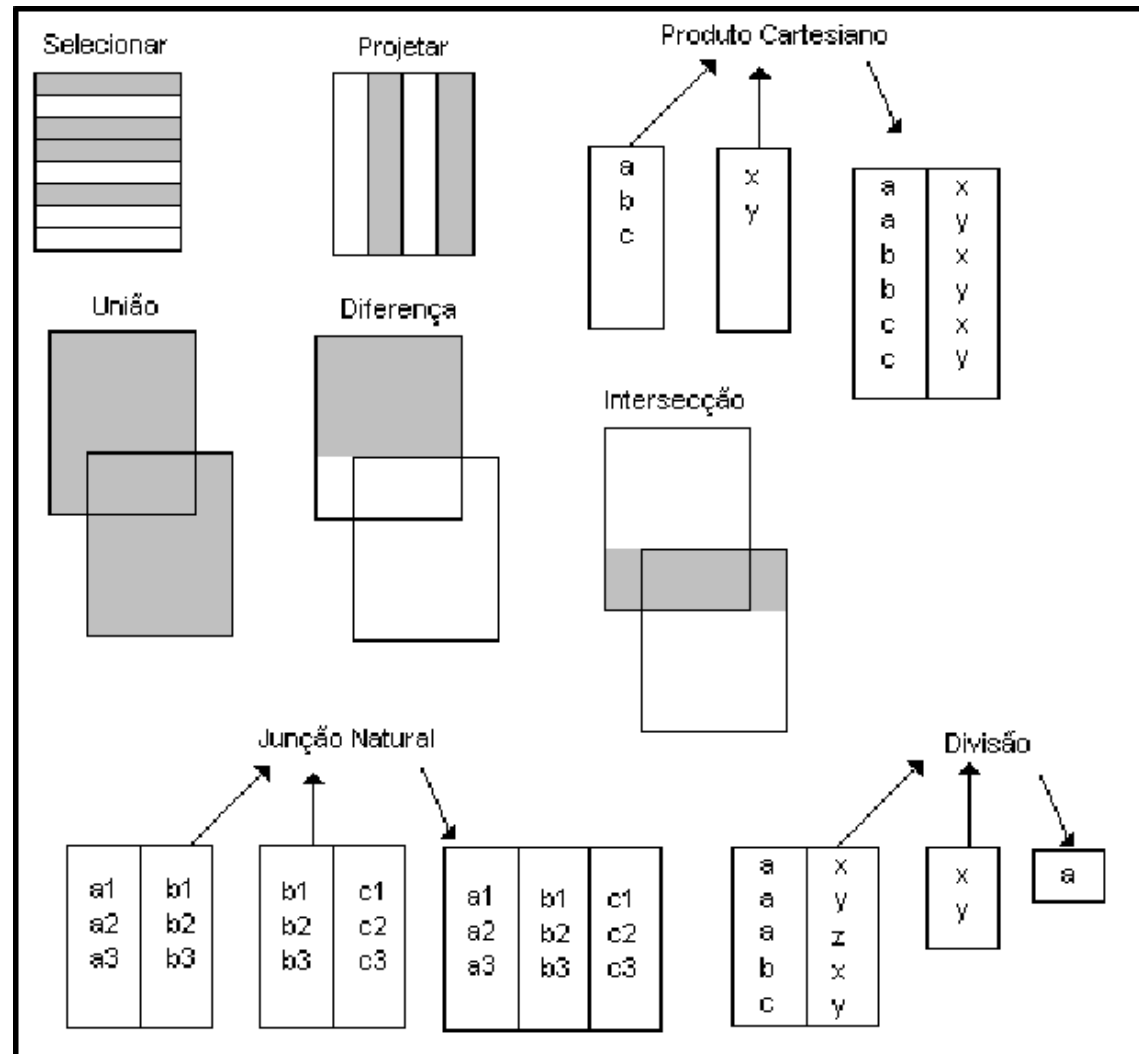 Selecionar
Projetar
Produto Cartesiano
a
b
c
x
y
a x
a y
b x
b y
c x
c y
União
Diferença
Intersecção
Junção Natural
a1 b1
a2 b2
a3 b3
b1 c1
b2 c2
b3 c3
a1 b1 c1
a2 b2 c2
a3 b3 c3
Divisão
a x
a y
a z
b x
c y
x
y
a